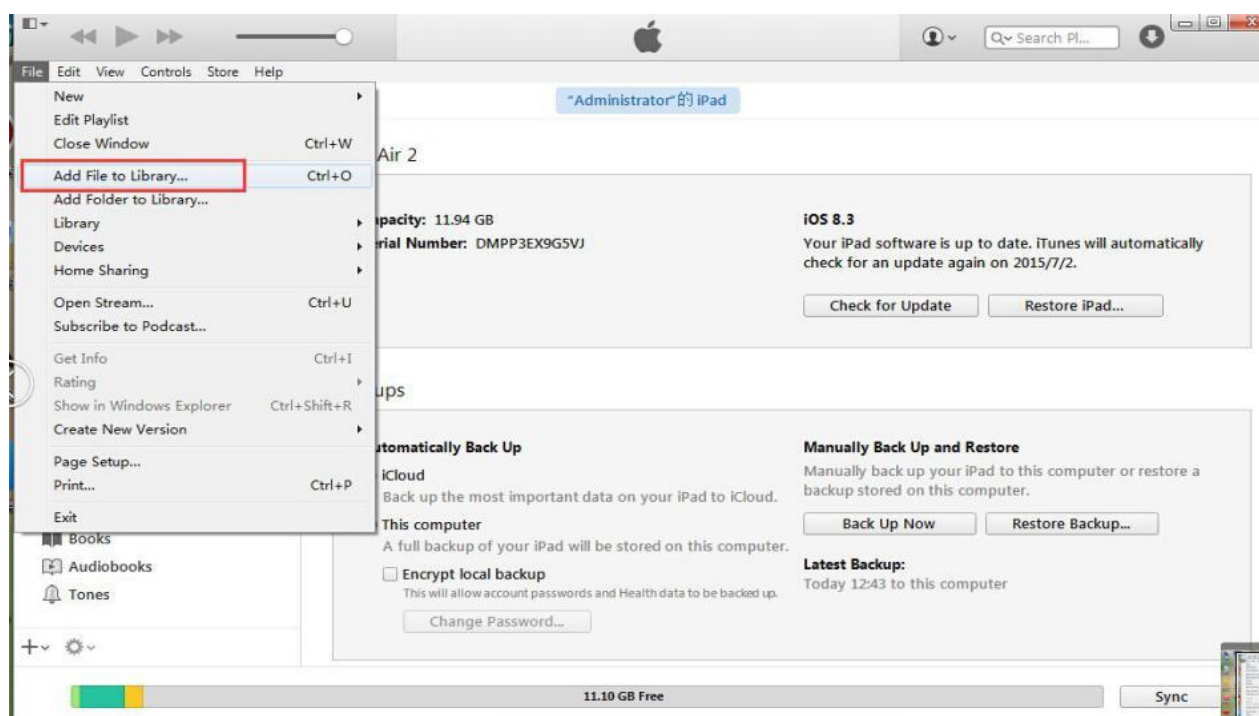 Search Pl...
File Edit View Controls Store Help
"Administrator"的 iPad
New
Edit Playlist
Close Window Ctrl+W
Add File to Library... Ctrl+O
Add Folder to Library...
Library
Devices
Home Sharing
Open Stream... Ctrl+U
Subscribe to Podcast...
Get Info Ctrl+I
Rating
Show in Windows Explorer Ctrl+Shift+R
Create New Version
Page Setup...
Print... Ctrl+P
Exit
Books
Audiobooks
Tones
Air 2
pacity: 11.94 GB
rial Number: DMPP3EX9G5VJ
iOS 8.3
Your iPad software is up to date. iTunes will automatically
check for an update again on 2015/7/2.
Check for Update Restore iPad...
ups
utomatically Back Up
iCloud
Back up the most important data on your iPad to iCloud.
This computer
A full backup of your iPad will be stored on this computer.
Encrypt local backup
This will allow account passwords and Health data to be backed up.
Change Password...
Manually Back Up and Restore
Manually back up your iPad to this computer or restore a
backup stored on this computer.
Back Up Now Restore Backup...
Latest Backup:
Today 12:43 to this computer
11.10 GB Free
Sync